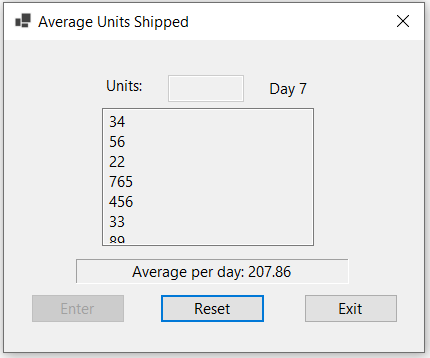 Average Units Shipped
Units: Day 7
34
56
22
765
456
33
89
Average per day: 207.86
Enter Reset Exit